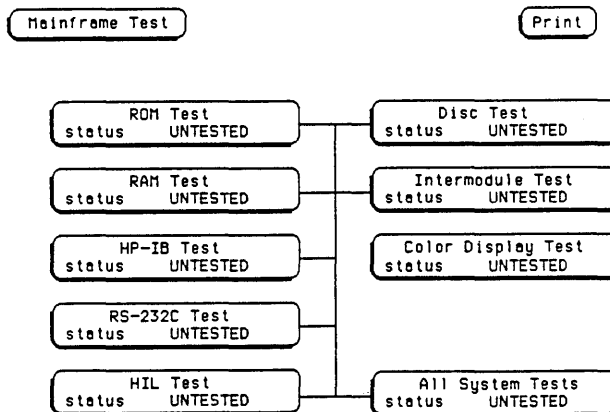 Mainframe Test
Print
ROM Test
status UNTESTED
Disc Test
status UNTESTED
RAM Test
status UNTESTED
Intermodule Test
status UNTESTED
HP-IB Test
status UNTESTED
Color Display Test
status UNTESTED
RS-232C Test
status UNTESTED
HIL Test
status UNTESTED
All System Tests
status UNTESTED